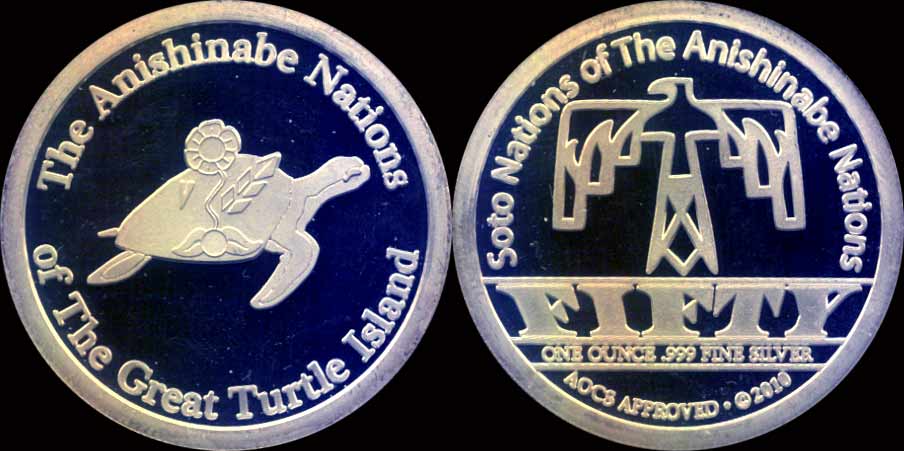 The Anishinabe Nations
of The Great Turtle Island
Soto Nations of The Anishinabe Nations
FIFTY
ONE OUNCE .999 FINE SILVER
AOCS APPROVED • © 2010